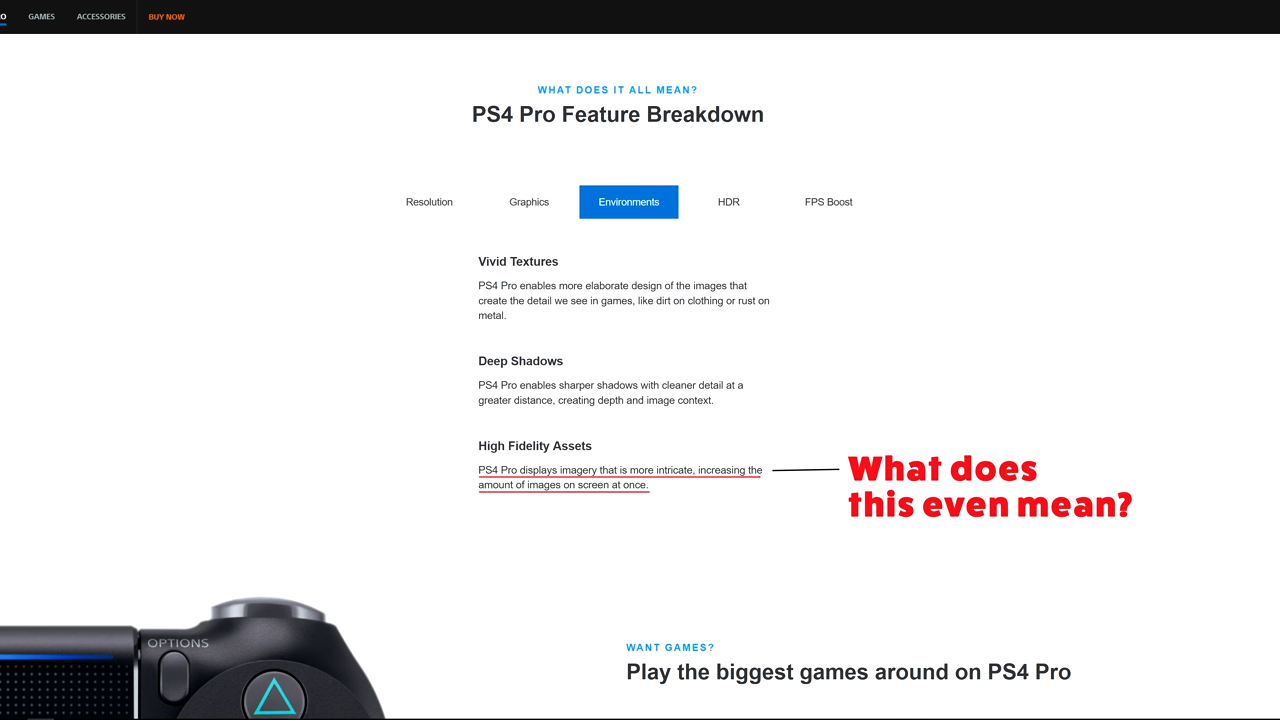 O GAMES ACCESSORIES BUY NOW
WHAT DOES IT ALL MEAN?
PS4 Pro Feature Breakdown
Resolution Graphics Environments HDR FPS Boost
Vivid Textures
PS4 Pro enables more elaborate design of the images that
create the detail we see in games, like dirt on clothing or rust on
metal.
Deep Shadows
PS4 Pro enables sharper shadows with cleaner detail at a
greater distance, creating depth and image context.
High Fidelity Assets
PS4 Pro displays imagery that is more intricate, increasing the
amount of images on screen at once.
What does
this even mean?
OPTIONS
WANT GAMES?
Play the biggest games around on PS4 Pro